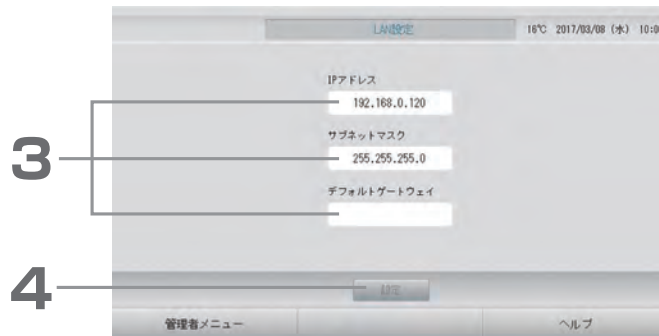 LAN設定
16℃ 2017/03/08 (水) 10:0
IPアドレス
192.168.0.120
サブネットマスク
255.255.255.0
デフォルトゲートウェイ
3
4
設定
管理者メニュー
ヘルプ